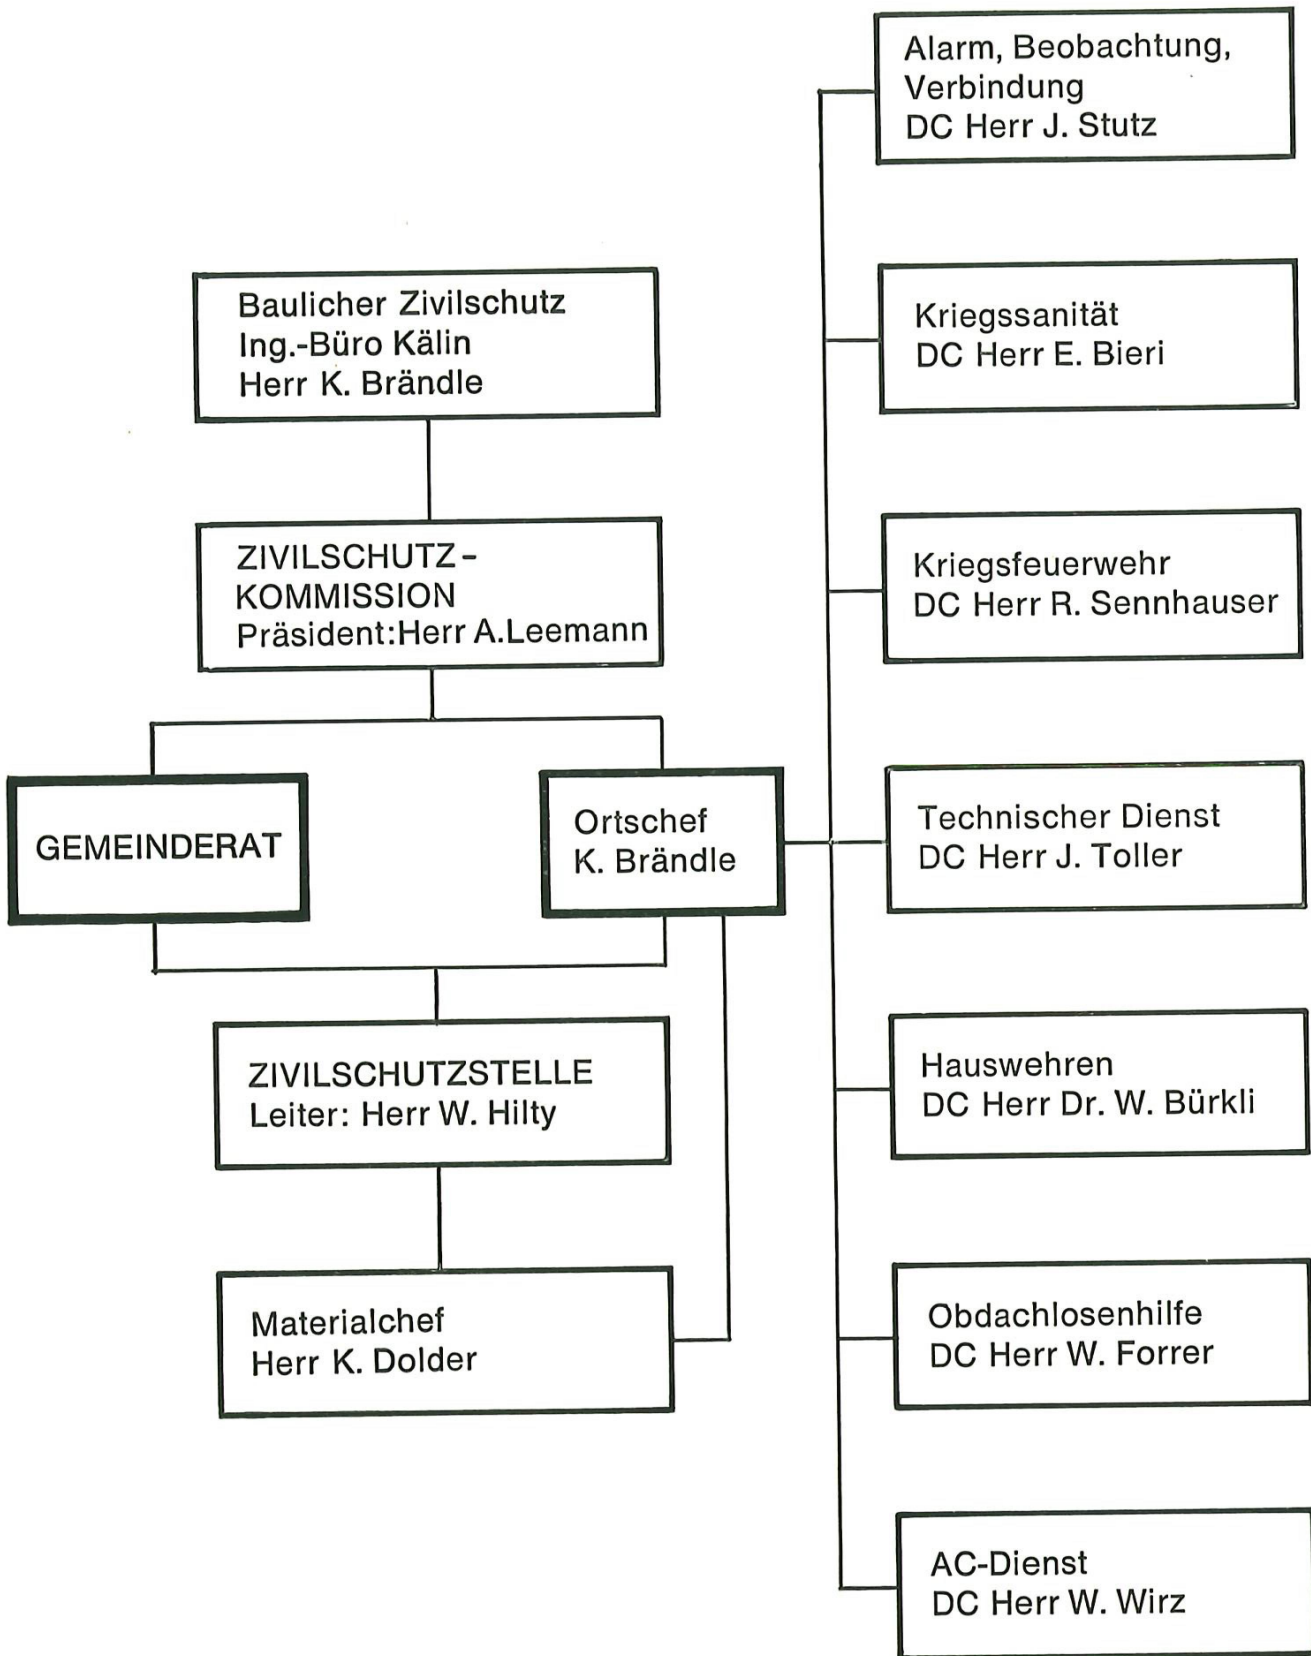 Baulicher Zivilschutz
Ing.-Büro Kälin
Herr K. Brändle
ZIVILSCHUTZ-
KOMMISSION
Präsident:Herr A.Leemann
GEMEINDERAT
Ortschef
K. Brändle
ZIVILSCHUTZSTELLE
Leiter: Herr W. Hilty
Materialchef
Herr K. Dolder
Alarm, Beobachtung,
Verbindung
DC Herr J. Stutz
Kriegssanität
DC Herr E. Bieri
Kriegsfeuerwehr
DC Herr R. Sennhauser
Technischer Dienst
DC Herr J. Toller
Hauswehren
DC Herr Dr. W. Bürkli
Obdachlosenhilfe
DC Herr W. Forrer
AC-Dienst
DC Herr W. Wirz